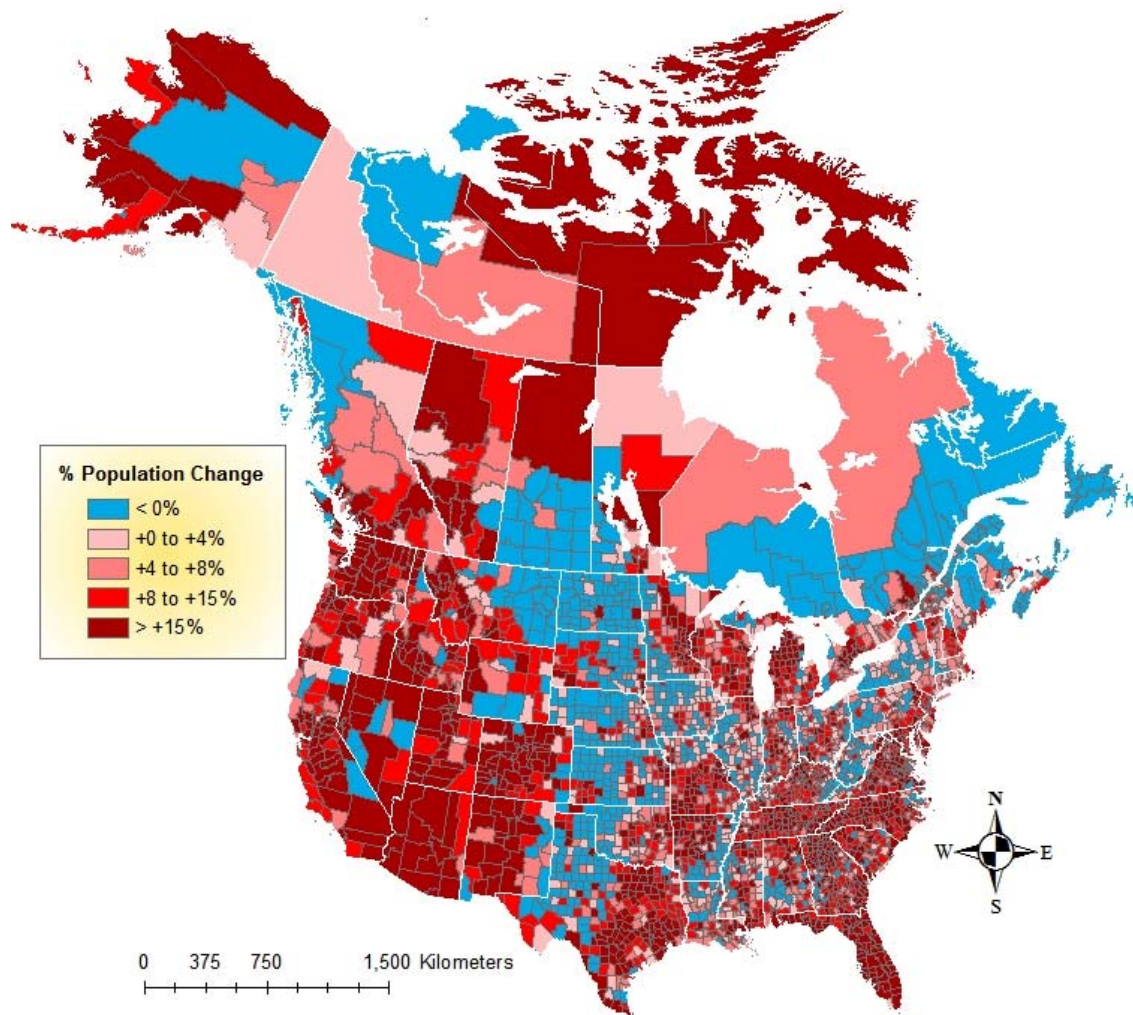 % Population Change
< 0%
+0 to +4%
+4 to +8%
+8 to +15%
> +15%
N
W E
S
0 375 750 1,500 Kilometers